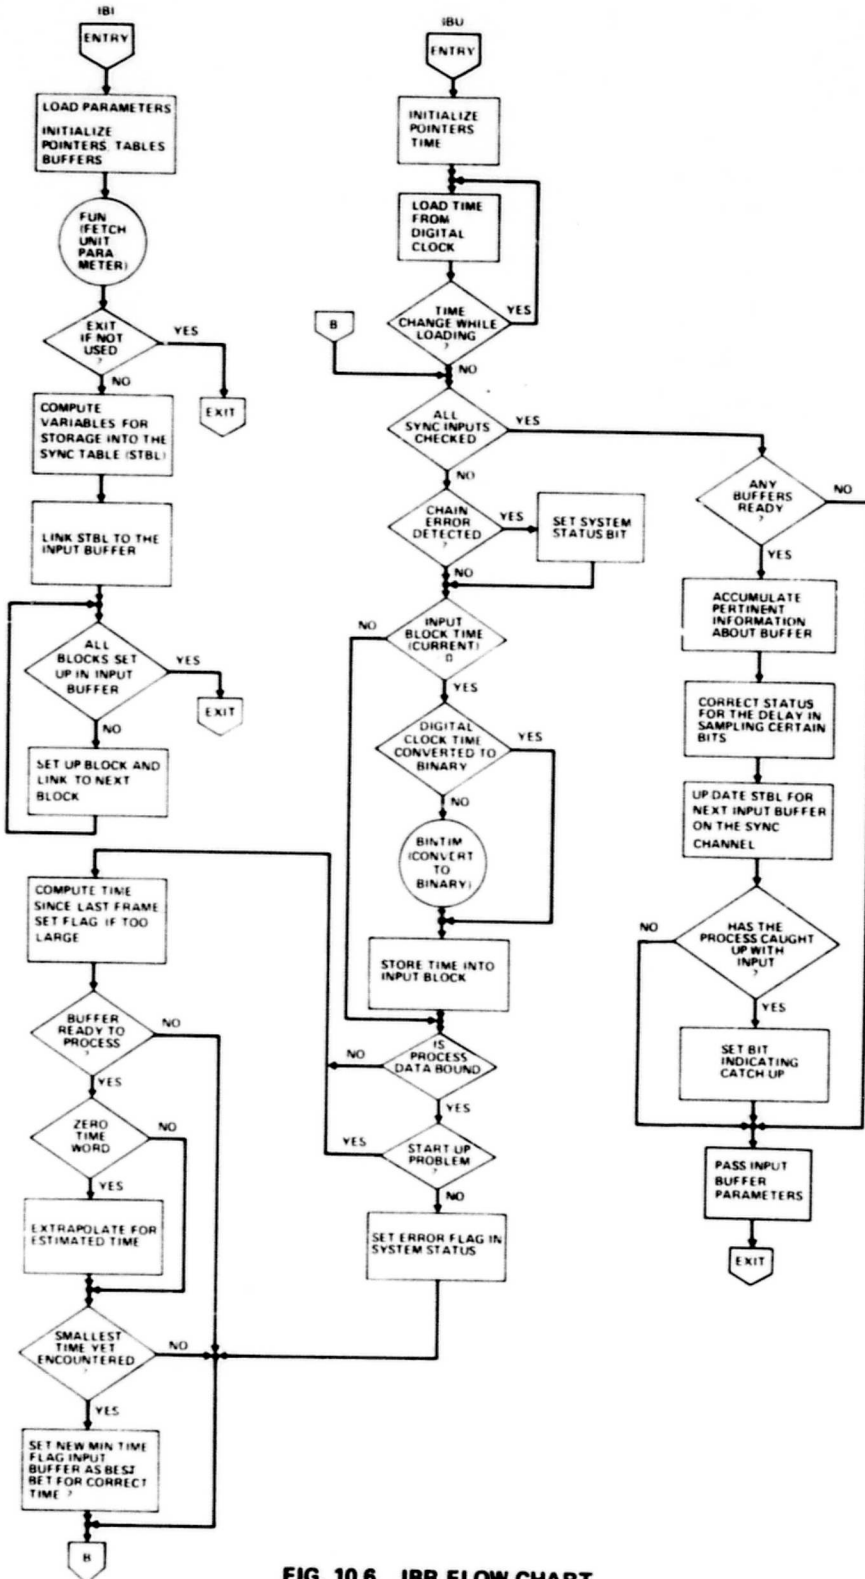 IBI
ENTRY
LOAD PARAMETERS
INITIALIZE
POINTERS, TABLES
BUFFERS
FUN
(FETCH
UNIT
PARA
METER)
EXIT
IF NOT
USED
?
YES
EXIT
NO
COMPUTE
VARIABLES FOR
STORAGE INTO THE
SYNC TABLE (STBL)
LINK STBL TO THE
INPUT BUFFER
ALL
BLOCKS SET
UP IN INPUT
BUFFER
YES
EXIT
NO
SET UP BLOCK AND
LINK TO NEXT
BLOCK
COMPUTE TIME
SINCE LAST FRAME
SET FLAG IF TOO
LARGE
BUFFER
READY TO
PROCESS
?
NO
YES
ZERO
TIME
WORD
NO
YES
EXTRAPOLATE FOR
ESTIMATED TIME
SMALLEST
TIME YET
ENCOUNTERED
?
NO
YES
SET NEW MIN TIME
FLAG INPUT
BUFFER AS BEST
BET FOR CORRECT
TIME ?
B
IBU
ENTRY
INITIALIZE
POINTERS
TIME
LOAD TIME
FROM
DIGITAL
CLOCK
TIME
CHANGE WHILE
LOADING
?
YES
B
NO
ALL
SYNC INPUTS
CHECKED
YES
NO
CHAIN
ERROR
DETECTED
?
YES
SET SYSTEM
STATUS BIT
NO
INPUT
BLOCK TIME
(CURRENT)
0
NO
YES
DIGITAL
CLOCK TIME
CONVERTED TO
BINARY
YES
NO
BINTIM
(CONVERT
TO
BINARY)
STORE TIME INTO
INPUT BLOCK
IS
PROCESS
DATA BOUND
NO
YES
START UP
PROBLEM
?
YES
NO
SET ERROR FLAG IN
SYSTEM STATUS
ANY
BUFFERS
READY
?
NO
YES
ACCUMULATE
PERTINENT
INFORMATION
ABOUT BUFFER
CORRECT STATUS
FOR THE DELAY IN
SAMPLING CERTAIN
BITS
UP DATE STBL FOR
NEXT INPUT BUFFER
ON THE SYNC
CHANNEL
HAS THE
PROCESS CAUGHT
UP WITH
INPUT
?
NO
YES
SET BIT
INDICATING
CATCH UP
PASS INPUT
BUFFER
PARAMETERS
EXIT
FIG. 10.6 IBR FLOW CHART